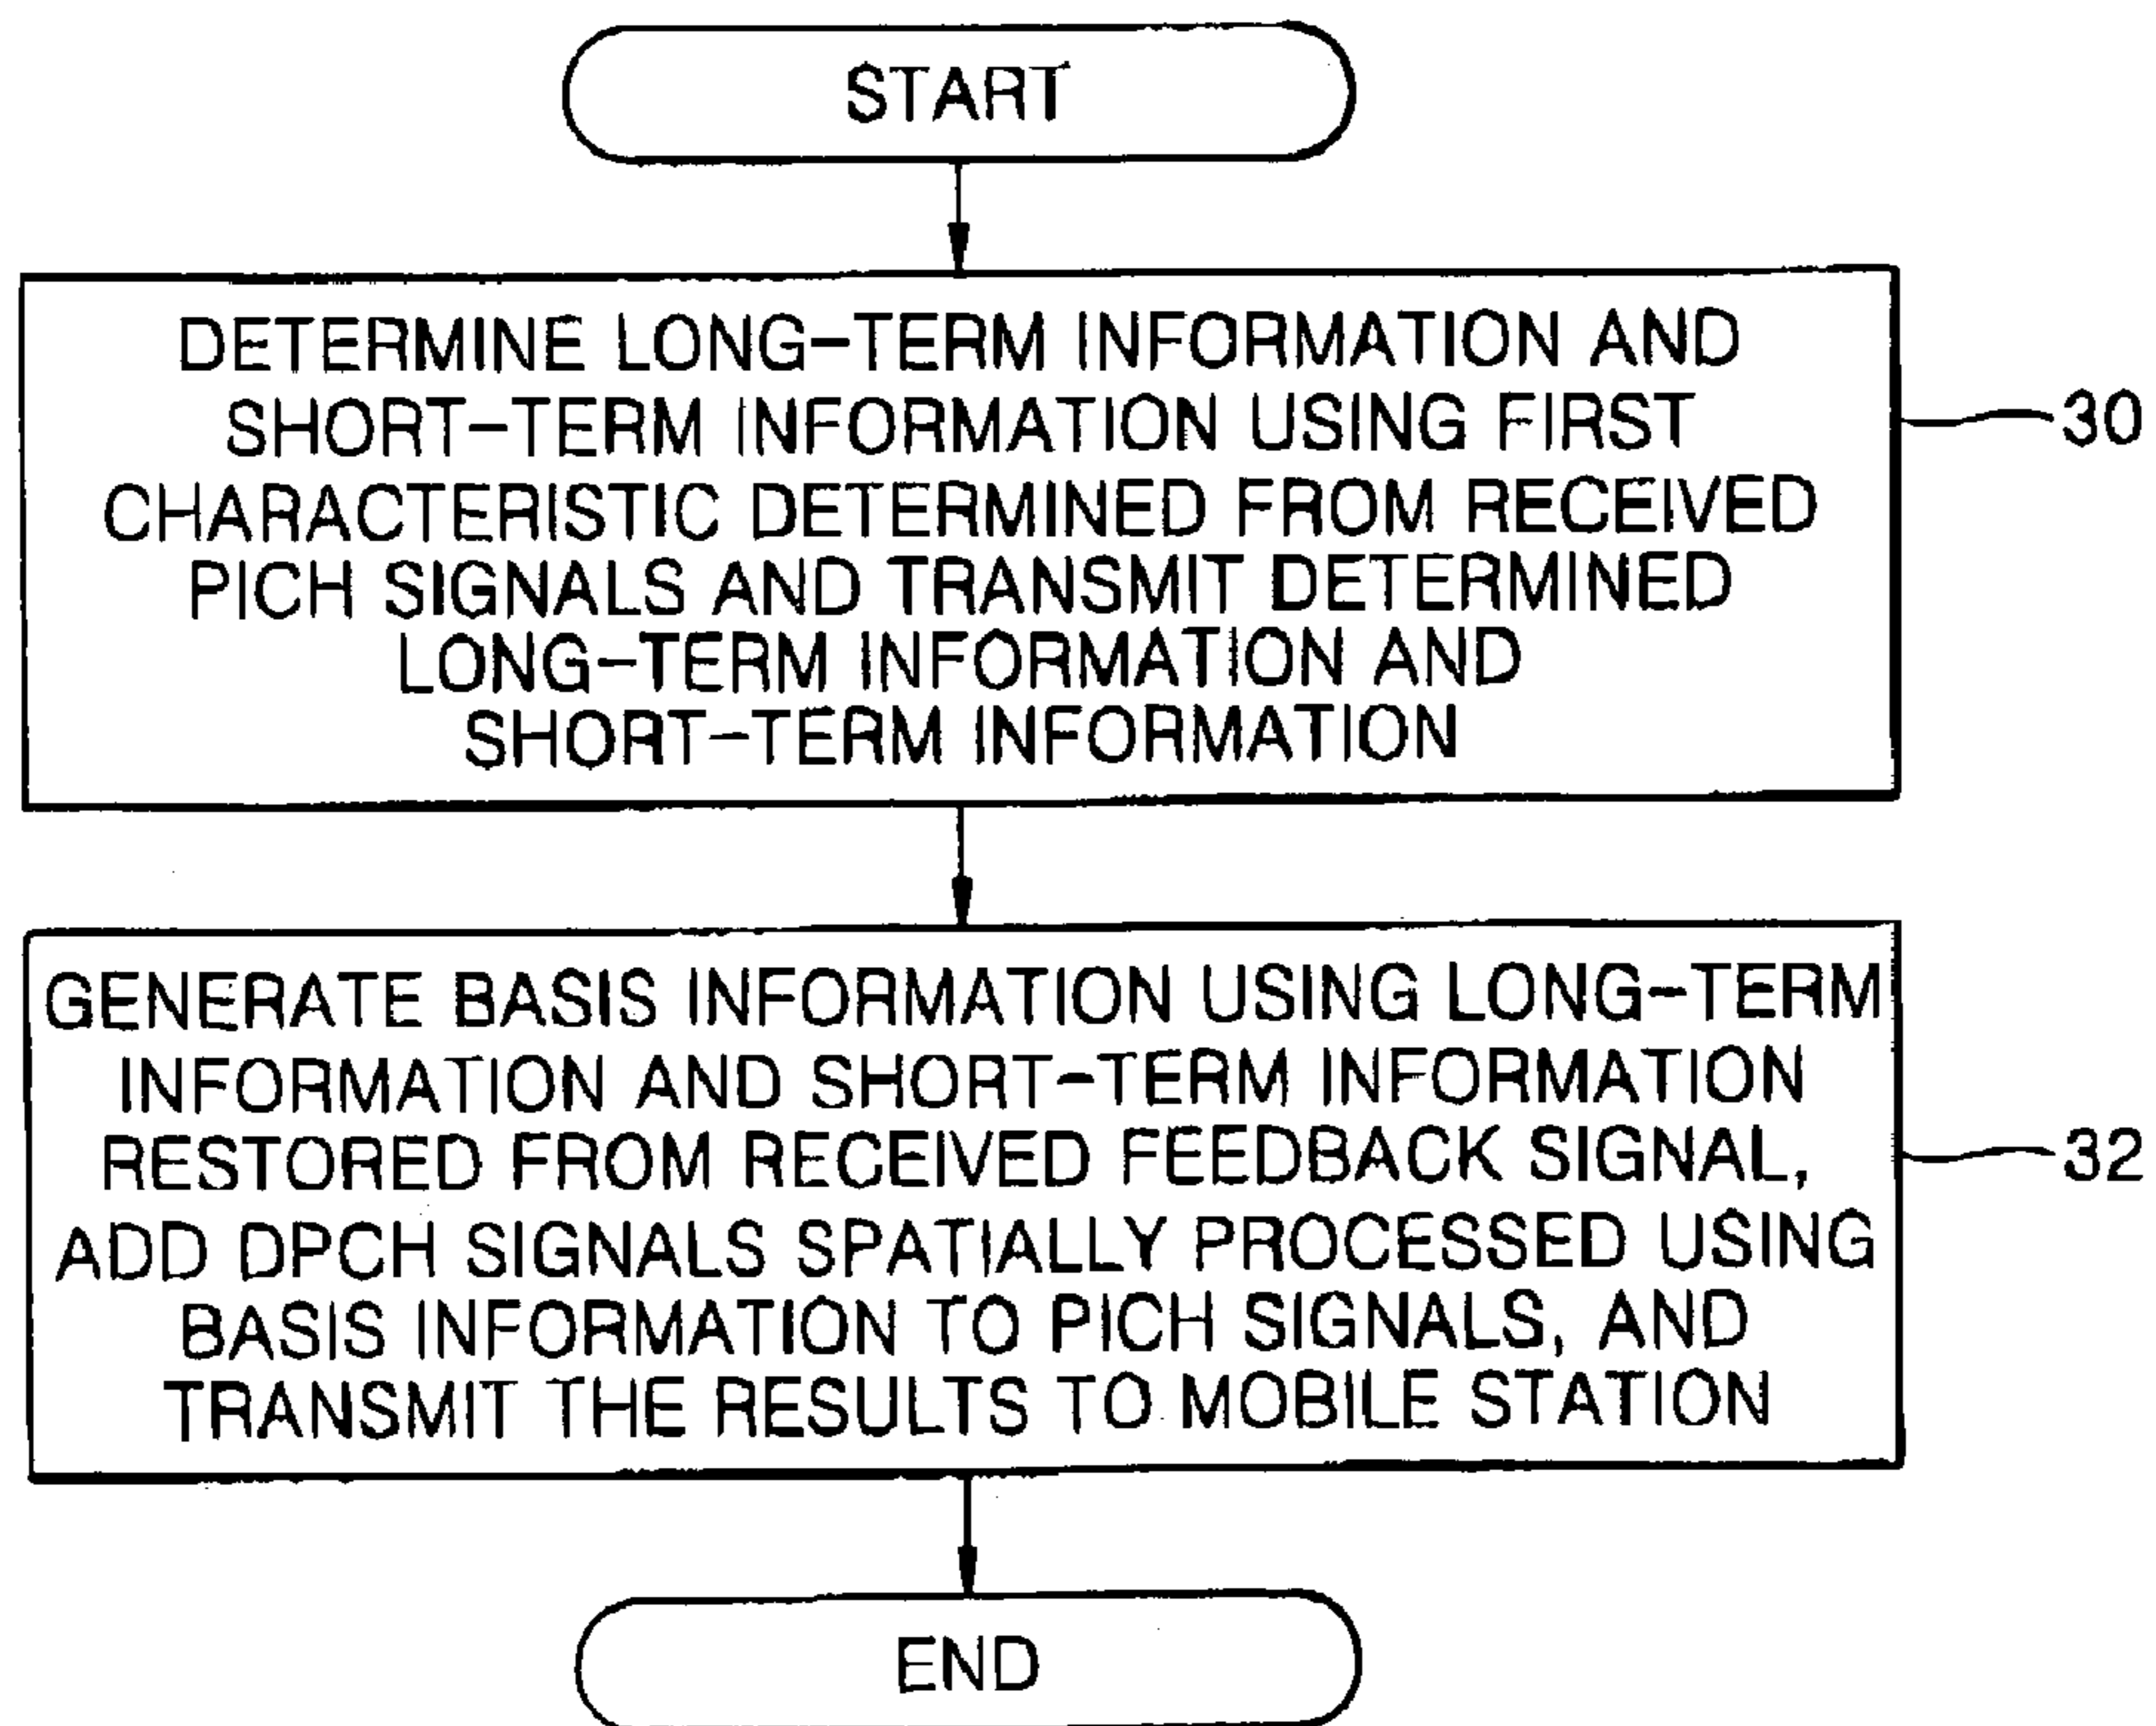 START
DETERMINE LONG-TERM INFORMATION AND
SHORT-TERM INFORMATION USING FIRST
CHARACTERISTIC DETERMINED FROM RECEIVED
PICH SIGNALS AND TRANSMIT DETERMINED
LONG-TERM INFORMATION AND
SHORT-TERM INFORMATION
30
GENERATE BASIS INFORMATION USING LONG-TERM
INFORMATION AND SHORT-TERM INFORMATION
RESTORED FROM RECEIVED FEEDBACK SIGNAL,
ADD DPCH SIGNALS SPATIALLY PROCESSED USING
BASIS INFORMATION TO PICH SIGNALS, AND
TRANSMIT THE RESULTS TO MOBILE STATION
32
END